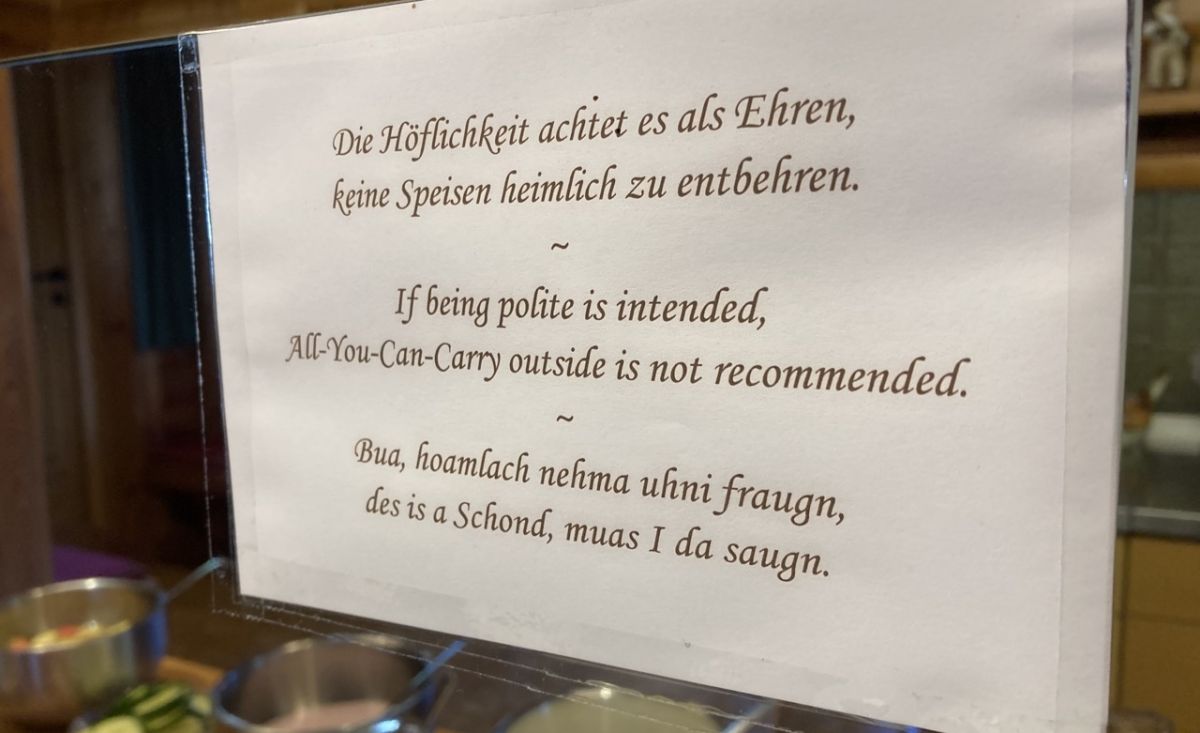 Die Höflichkeit achtet es als Ehren,
keine Speisen heimlich zu entbehren.
~
If being polite is intended,
All-You-Can-Carry outside is not recommended.
~
Bua, hoamlach nehma uhni fraugn,
des is a Schond, muas I da saugn.